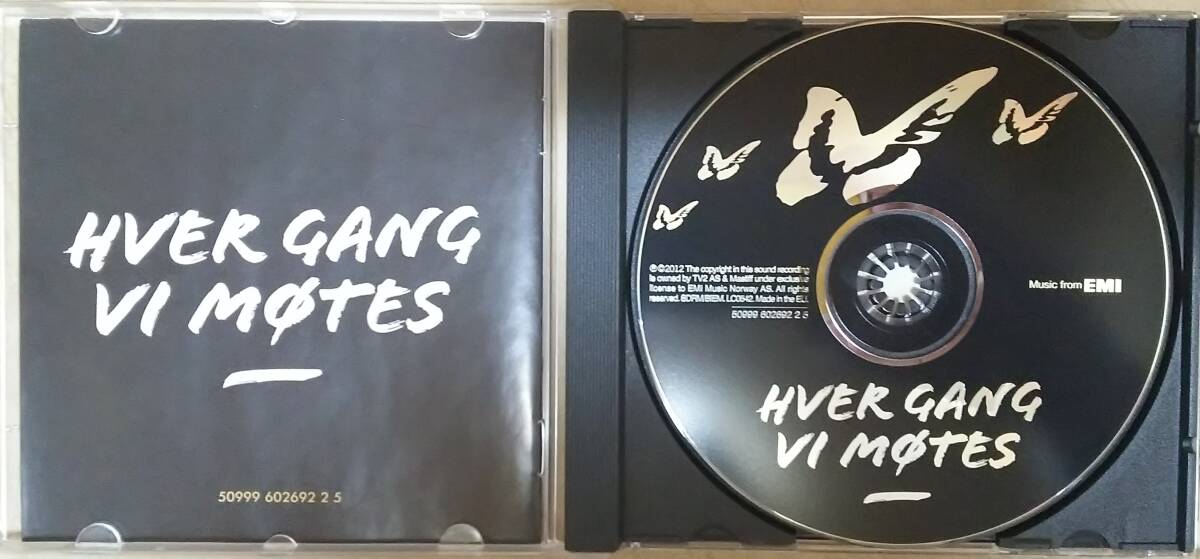 HVER GANG
VI MØTES
50999 602692 2 5
℗©2012 The copyright in this sound recording
is owned by TV2 AS & Mastiff under exclusive
license to EMI Music Norway AS. All rights
reserved. SDRM/BIEM. LC0542. Made in the EU.
50999 602692 2 5
Music from EMI
HVER GANG
VI MØTES